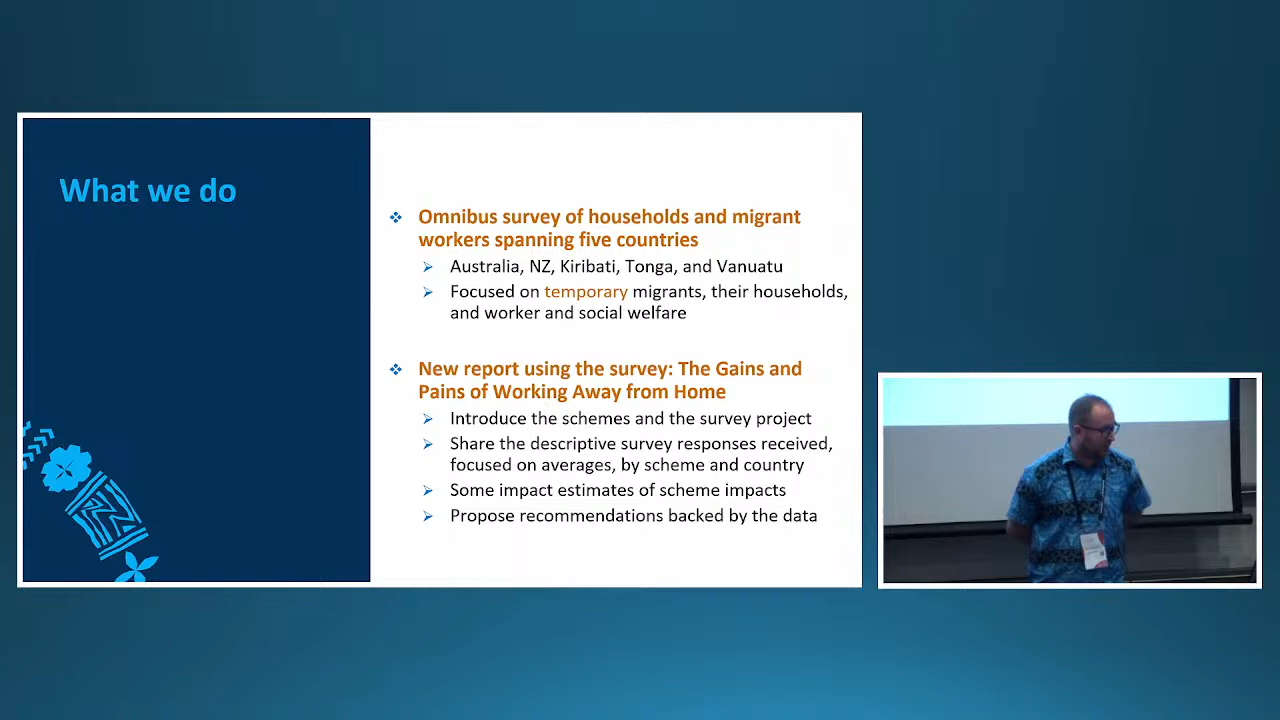 What we do
Omnibus survey of households and migrant
workers spanning five countries
Australia, NZ, Kiribati, Tonga, and Vanuatu
Focused on temporary migrants, their households,
and worker and social welfare
New report using the survey: The Gains and
Pains of Working Away from Home
Introduce the schemes and the survey project
Share the descriptive survey responses received,
focused on averages, by scheme and country
Some impact estimates of scheme impacts
Propose recommendations backed by the data